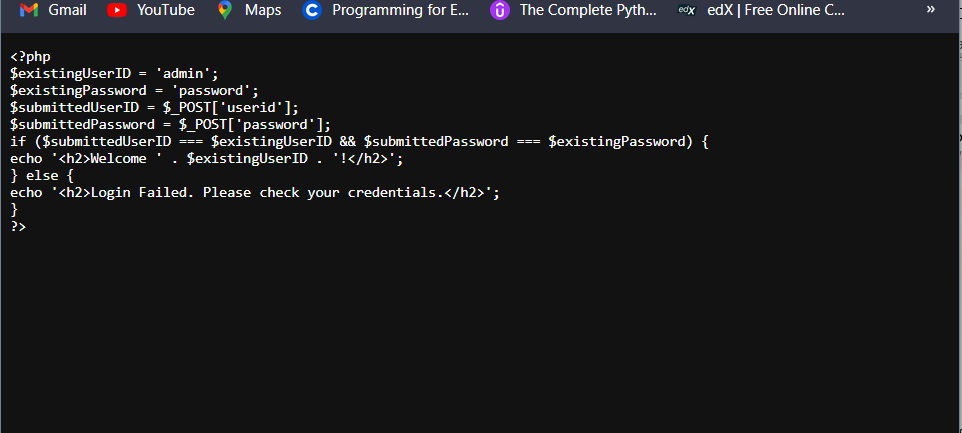 Gmail YouTube Maps Programming for E... The Complete Pyth... edX edX | Free Online C... »
<?php
$existingUserID = 'admin';
$existingPassword = 'password';
$submittedUserID = $_POST['userid'];
$submittedPassword = $_POST['password'];
if ($submittedUserID === $existingUserID && $submittedPassword === $existingPassword) {
echo '<h2>Welcome ' . $existingUserID . '!</h2>';
} else {
echo '<h2>Login Failed. Please check your credentials.</h2>';
}
?>